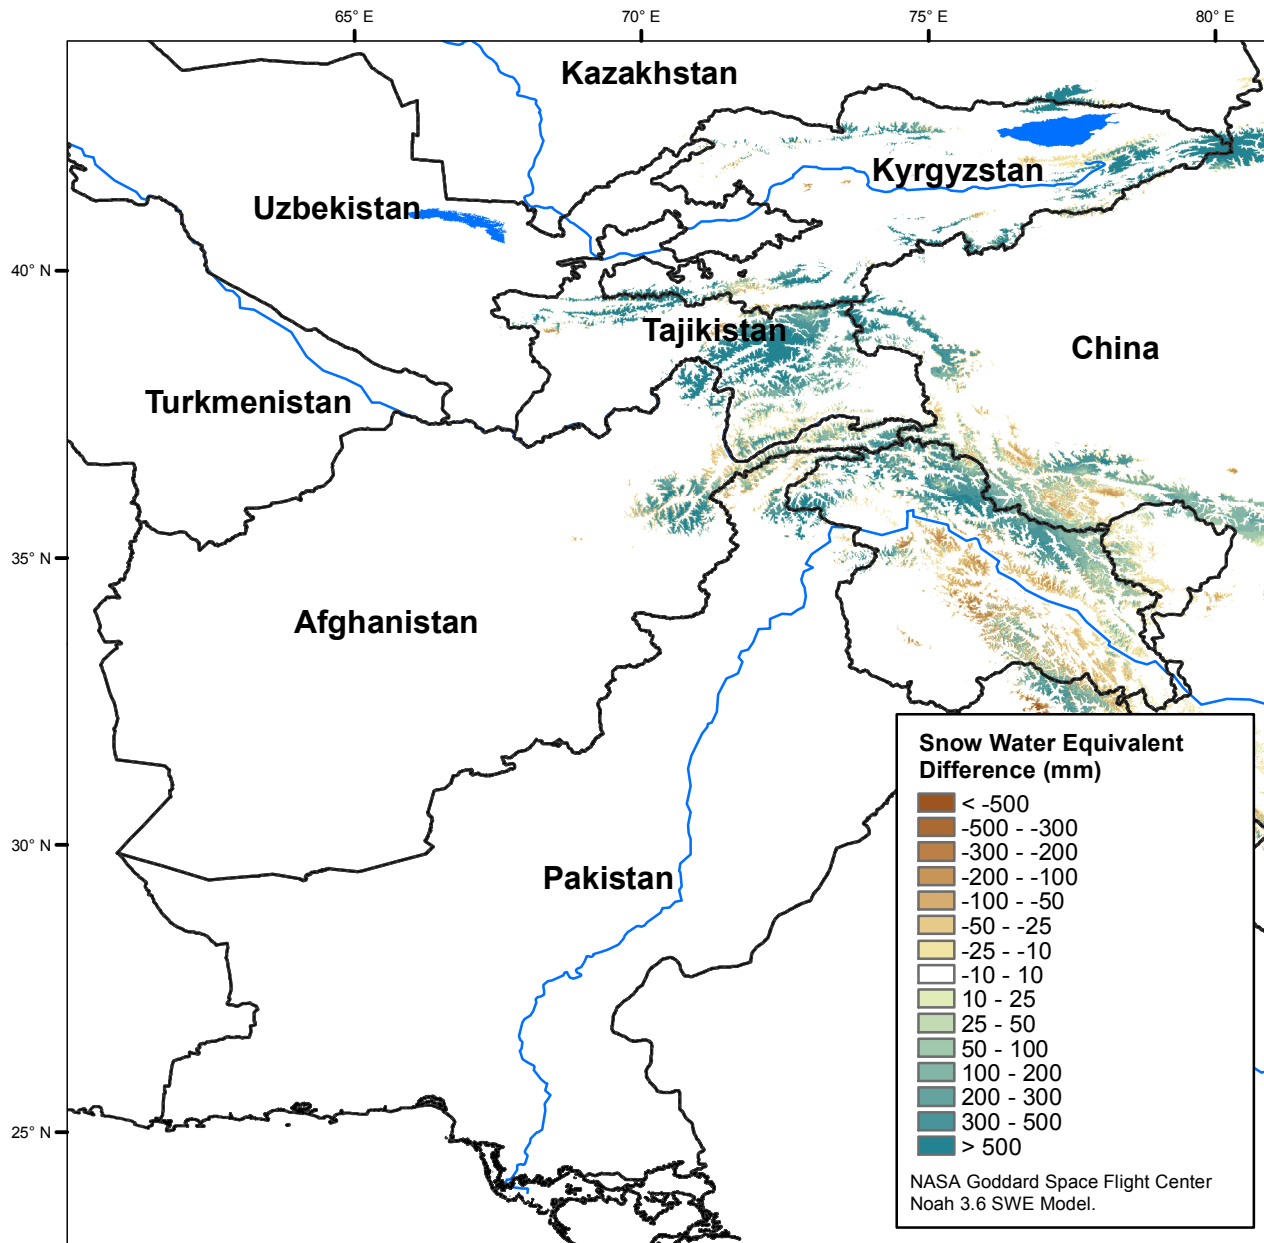 65° E
70° E
75° E
80° E
Kazakhstan
Kyrgyzstan
Uzbekistan
40° N
Tajikistan
China
Turkmenistan
35° N
Afghanistan
Snow Water Equivalent
Difference (mm)
< -500
-500 - -300
-300 - -200
-200 - -100
-100 - -50
-50 - -25
-25 - -10
-10 - 10
10 - 25
25 - 50
50 - 100
100 - 200
200 - 300
300 - 500
> 500
NASA Goddard Space Flight Center
Noah 3.6 SWE Model.
30° N
Pakistan
25° N